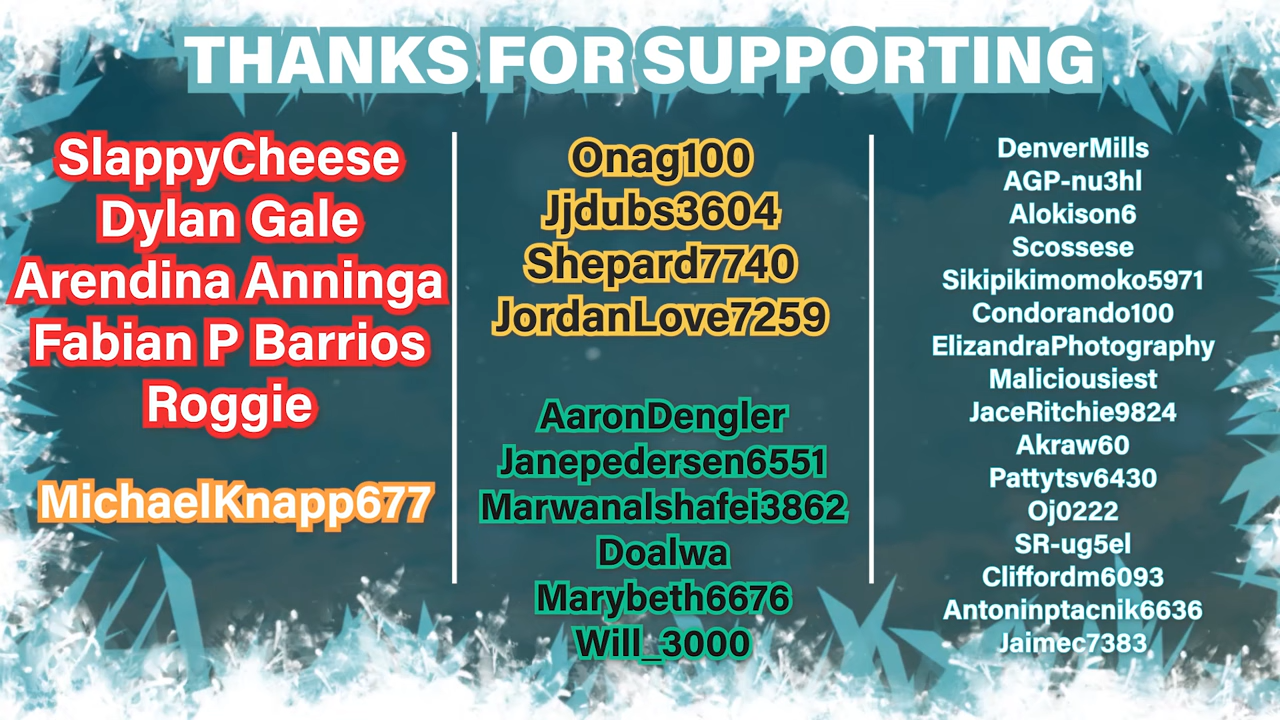 THANKS FOR SUPPORTING
SlappyCheese
Dylan Gale
Arendina Anninga
Fabian P Barrios
Roggie
MichaelKnapp677
Onag100
Jjdubs3604
Shepard7740
JordanLove7259
AaronDengler
Janepedersen6551
Marwanalshafei3862
Doalwa
Marybeth6676
Will_3000
DenverMills
AGP-nu3hl
Alokison6
Scossese
Sikipikimomoko5971
Condorando100
ElizandraPhotography
Maliciousiest
JaceRitchie9824
Akraw60
Pattytsv6430
Oj0222
SR-ug5el
Cliffordm6093
Antoninptacnik6636
Jaimec7383